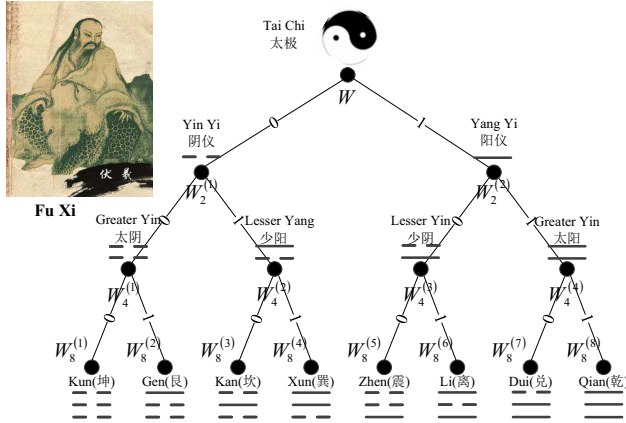 Tai Chi
太极
W
伏羲
Fu Xi
0
1
Yin Yi
阴仪
Yang Yi
阳仪
W₂⁽¹⁾
W₂⁽²⁾
0
1
0
1
Greater Yin
太阴
Lesser Yang
少阳
Lesser Yin
少阴
Greater Yin
太阳
W₄⁽¹⁾
W₄⁽²⁾
W₄⁽³⁾
W₄⁽⁴⁾
0
1
0
1
0
1
0
1
W₈⁽¹⁾
W₈⁽²⁾
W₈⁽³⁾
W₈⁽⁴⁾
W₈⁽⁵⁾
W₈⁽⁶⁾
W₈⁽⁷⁾
W₈⁽⁸⁾
Kun(坤)
Gen(艮)
Kan(坎)
Xun(巽)
Zhen(震)
Li(离)
Dui(兑)
Qian(乾)